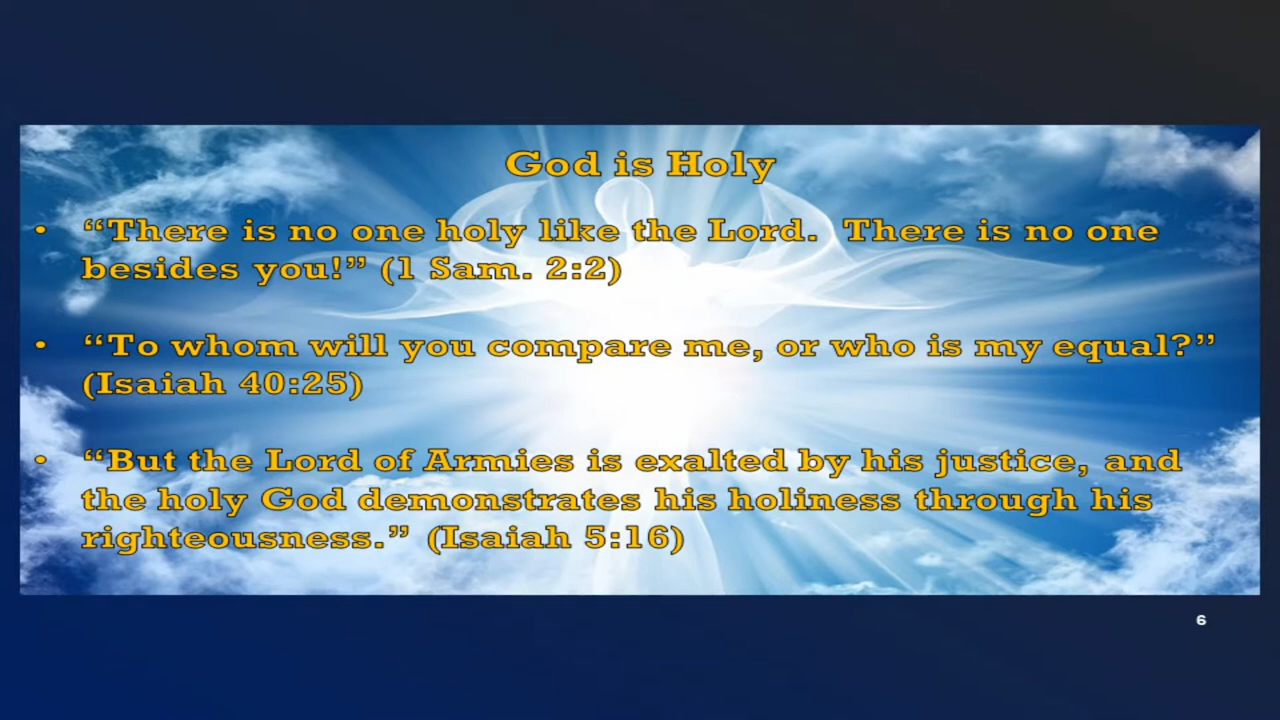 God is Holy
• “There is no one holy like the Lord.  There is no one
besides you!” (1 Sam. 2:2)
• “To whom will you compare me, or who is my equal?”
(Isaiah 40:25)
• “But the Lord of Armies is exalted by his justice, and
the holy God demonstrates his holiness through his
righteousness.” (Isaiah 5:16)
6